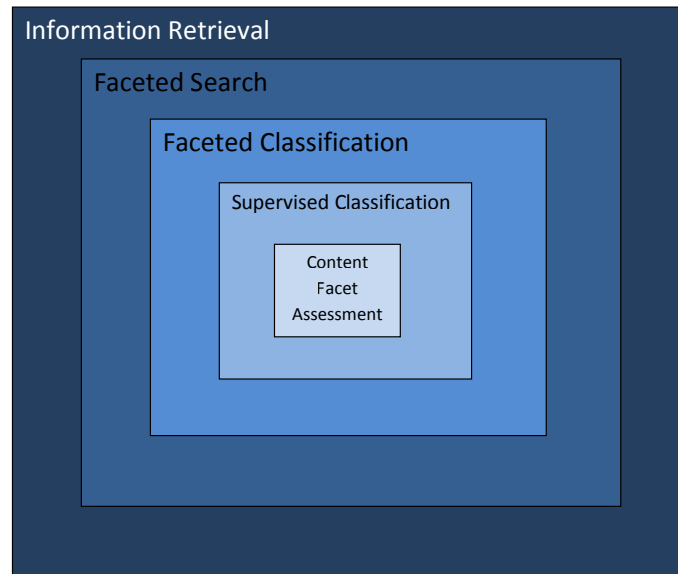 Information Retrieval
Faceted Search
Faceted Classification
Supervised Classification
Content
Facet
Assessment